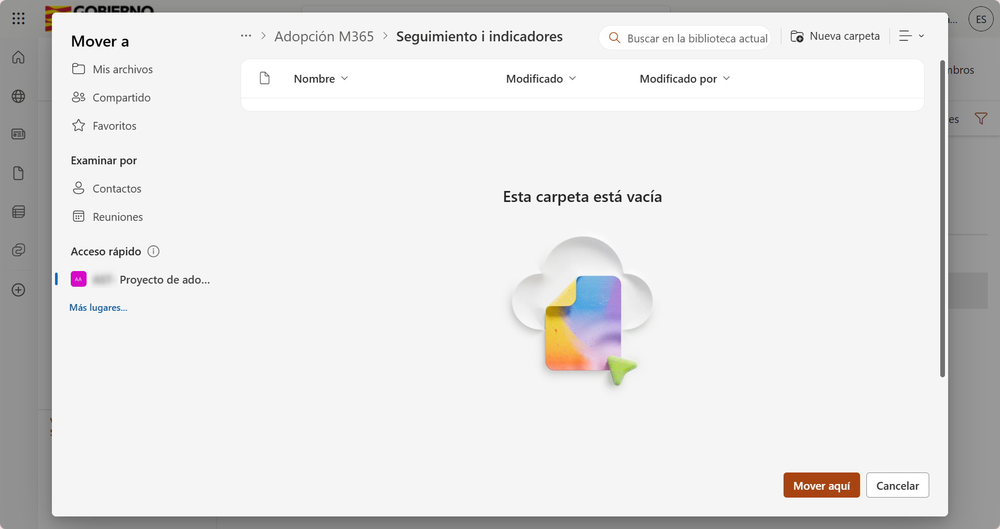 GOBIERNO
ES
Mover a
Mis archivos
Compartido
Favoritos
Examinar por
Contactos
Reuniones
Acceso rápido
AA
Proyecto de ado...
Más lugares...
··· > Adopción M365 > Seguimiento i indicadores
Buscar en la biblioteca actual
Nueva carpeta
Nombre
Modificado
Modificado por
Esta carpeta está vacía
Mover aquí
Cancelar
mbros
es